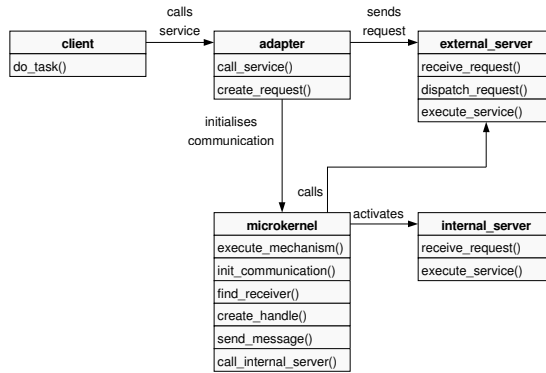 calls
service
sends
request
client
do_task()
adapter
call_service()
create_request()
external_server
receive_request()
dispatch_request()
execute_service()
initialises
communication
calls
activates
microkernel
execute_mechanism()
init_communication()
find_receiver()
create_handle()
send_message()
call_internal_server()
internal_server
receive_request()
execute_service()